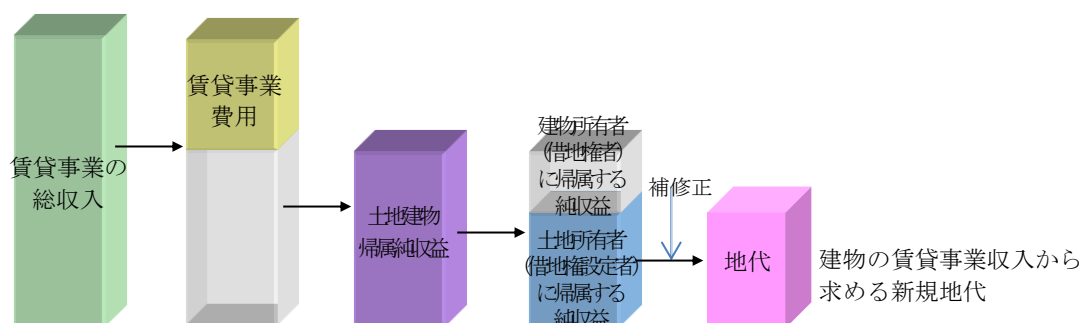 賃貸事業の
総収入
賃貸事業
費用
土地建物
帰属純収益
建物所有者
(借地権者)
に帰属する
純収益
土地所有者
(借地権設定者)
に帰属する
純収益
補修正
地代
建物の賃貸事業収入から
求める新規地代